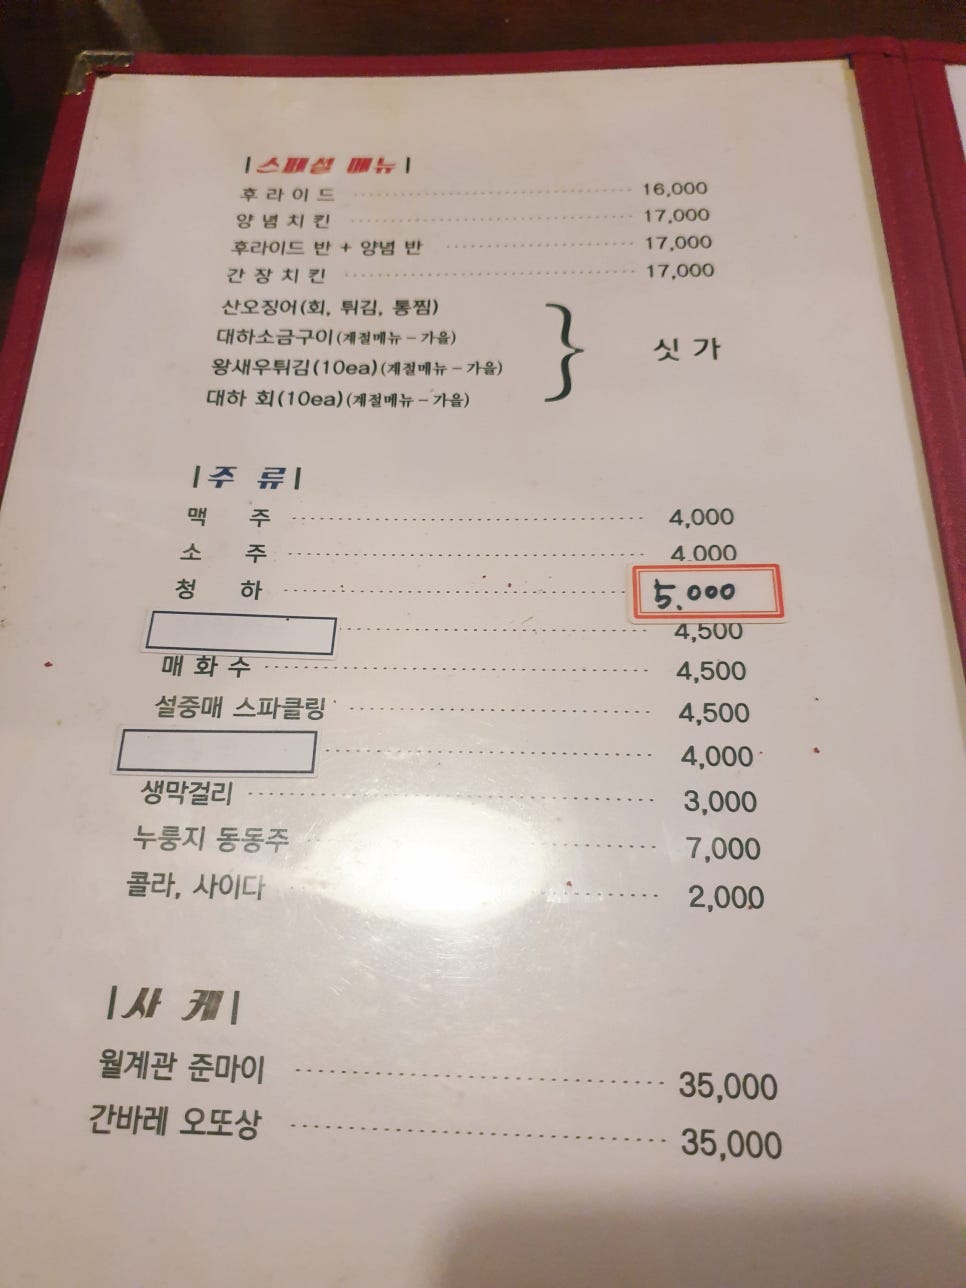 |스페셜 메뉴|
후라이드 16,000
양념치킨 17,000
후라이드 반 + 양념 반 17,000
간장치킨 17,000
산오징어(회, 튀김, 통찜)
대하소금구이(계절메뉴 - 가을)
싯가
왕새우튀김(10ea)(계절메뉴 - 가을)
대하 회(10ea)(계절메뉴 - 가을)
|주 류|
맥 주 4,000
소 주 4,000
청 하 5.000
4,500
매화수 4,500
설중매 스파클링 4,500
4,000
생막걸리 3,000
누룽지 동동주 7,000
콜라, 사이다 2,000
|사 케|
월계관 준마이 35,000
간바레 오또상 35,000